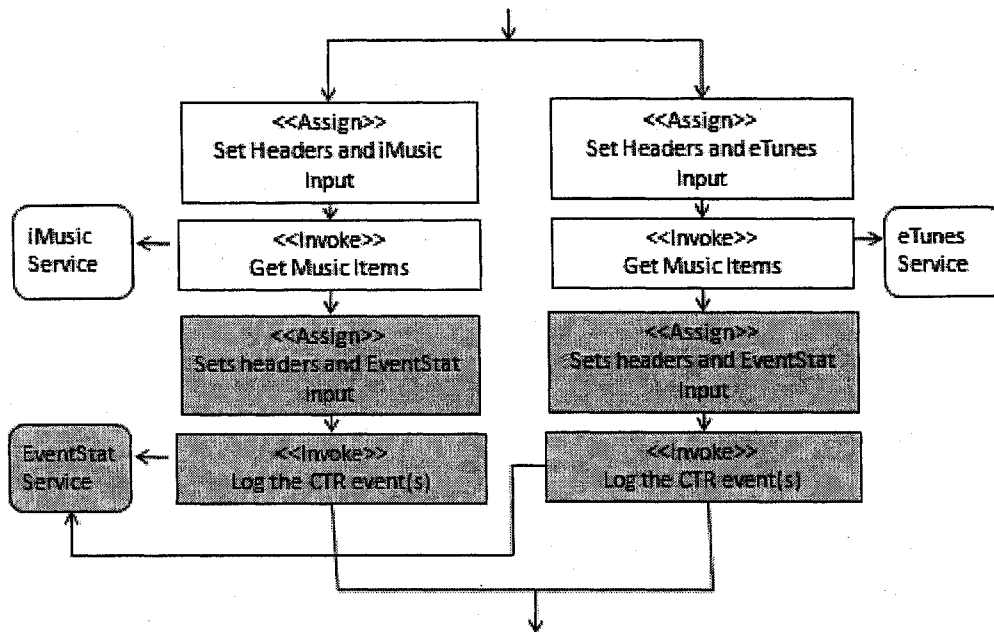 <<Assign>>
Set Headers and iMusic
Input
<<Assign>>
Set Headers and eTunes
Input
iMusic
Service
<<Invoke>>
Get Music Items
<<Invoke>>
Get Music Items
eTunes
Service
<<Assign>>
Sets headers and EventStat
Input
<<Assign>>
Sets headers and EventStat
Input
EventStat
Service
<<Invoke>>
Log the CTR event(s)
<<Invoke>>
Log the CTR event(s)